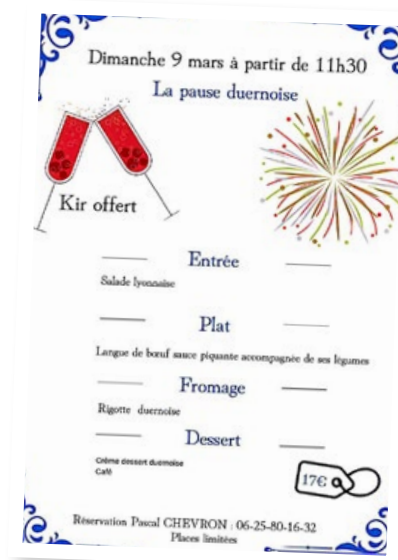 Dimanche 9 mars à partir de 11h30
La pause duernoise
Kir offert
Entrée
Salade lyonnaise
Plat
Langue de bœuf sauce piquante accompagnée de ses légumes
Fromage
Rigotte duernoise
Dessert
Crème dessert duernoise
Café
17€
Réservation Pascal CHEVRON : 06-25-80-16-32
Places limitées